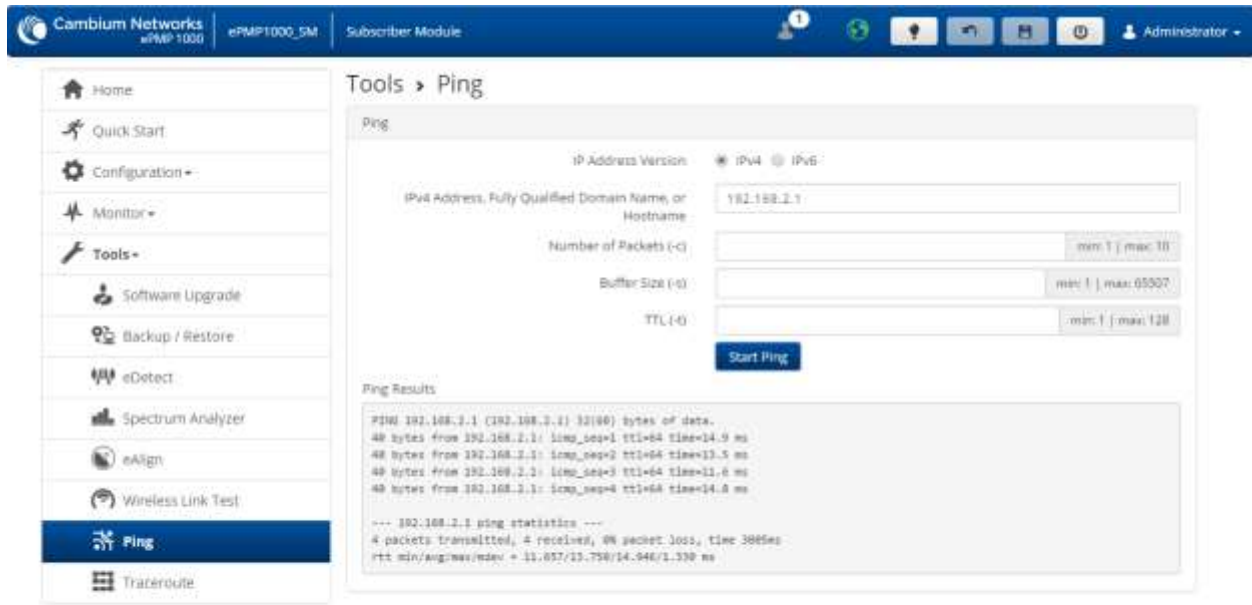 Cambium Networks
ePMP 1000
ePMP1000_SM
Subscriber Module
1
Administrator
Home
Quick Start
Configuration
Monitor
Tools
Software Upgrade
Backup / Restore
eDetect
Spectrum Analyzer
eAlign
Wireless Link Test
Ping
Traceroute
Tools › Ping
Ping
IP Address Version
IPv4 IPv6
IPv4 Address, Fully Qualified Domain Name, or
Hostname
192.168.2.1
Number of Packets (-c)
min: 1 | max: 10
Buffer Size (-s)
min: 1 | max: 65507
TTL (-t)
min: 1 | max: 128
Start Ping
Ping Results
PING 192.168.2.1 (192.168.2.1) 32(60) bytes of data.
40 bytes from 192.168.2.1: icmp_seq=1 ttl=64 time=14.9 ms
40 bytes from 192.168.2.1: icmp_seq=2 ttl=64 time=13.5 ms
40 bytes from 192.168.2.1: icmp_seq=3 ttl=64 time=11.6 ms
40 bytes from 192.168.2.1: icmp_seq=4 ttl=64 time=14.8 ms
--- 192.168.2.1 ping statistics ---
4 packets transmitted, 4 received, 0% packet loss, time 3005ms
rtt min/avg/max/mdev = 11.657/13.750/14.946/1.330 ms